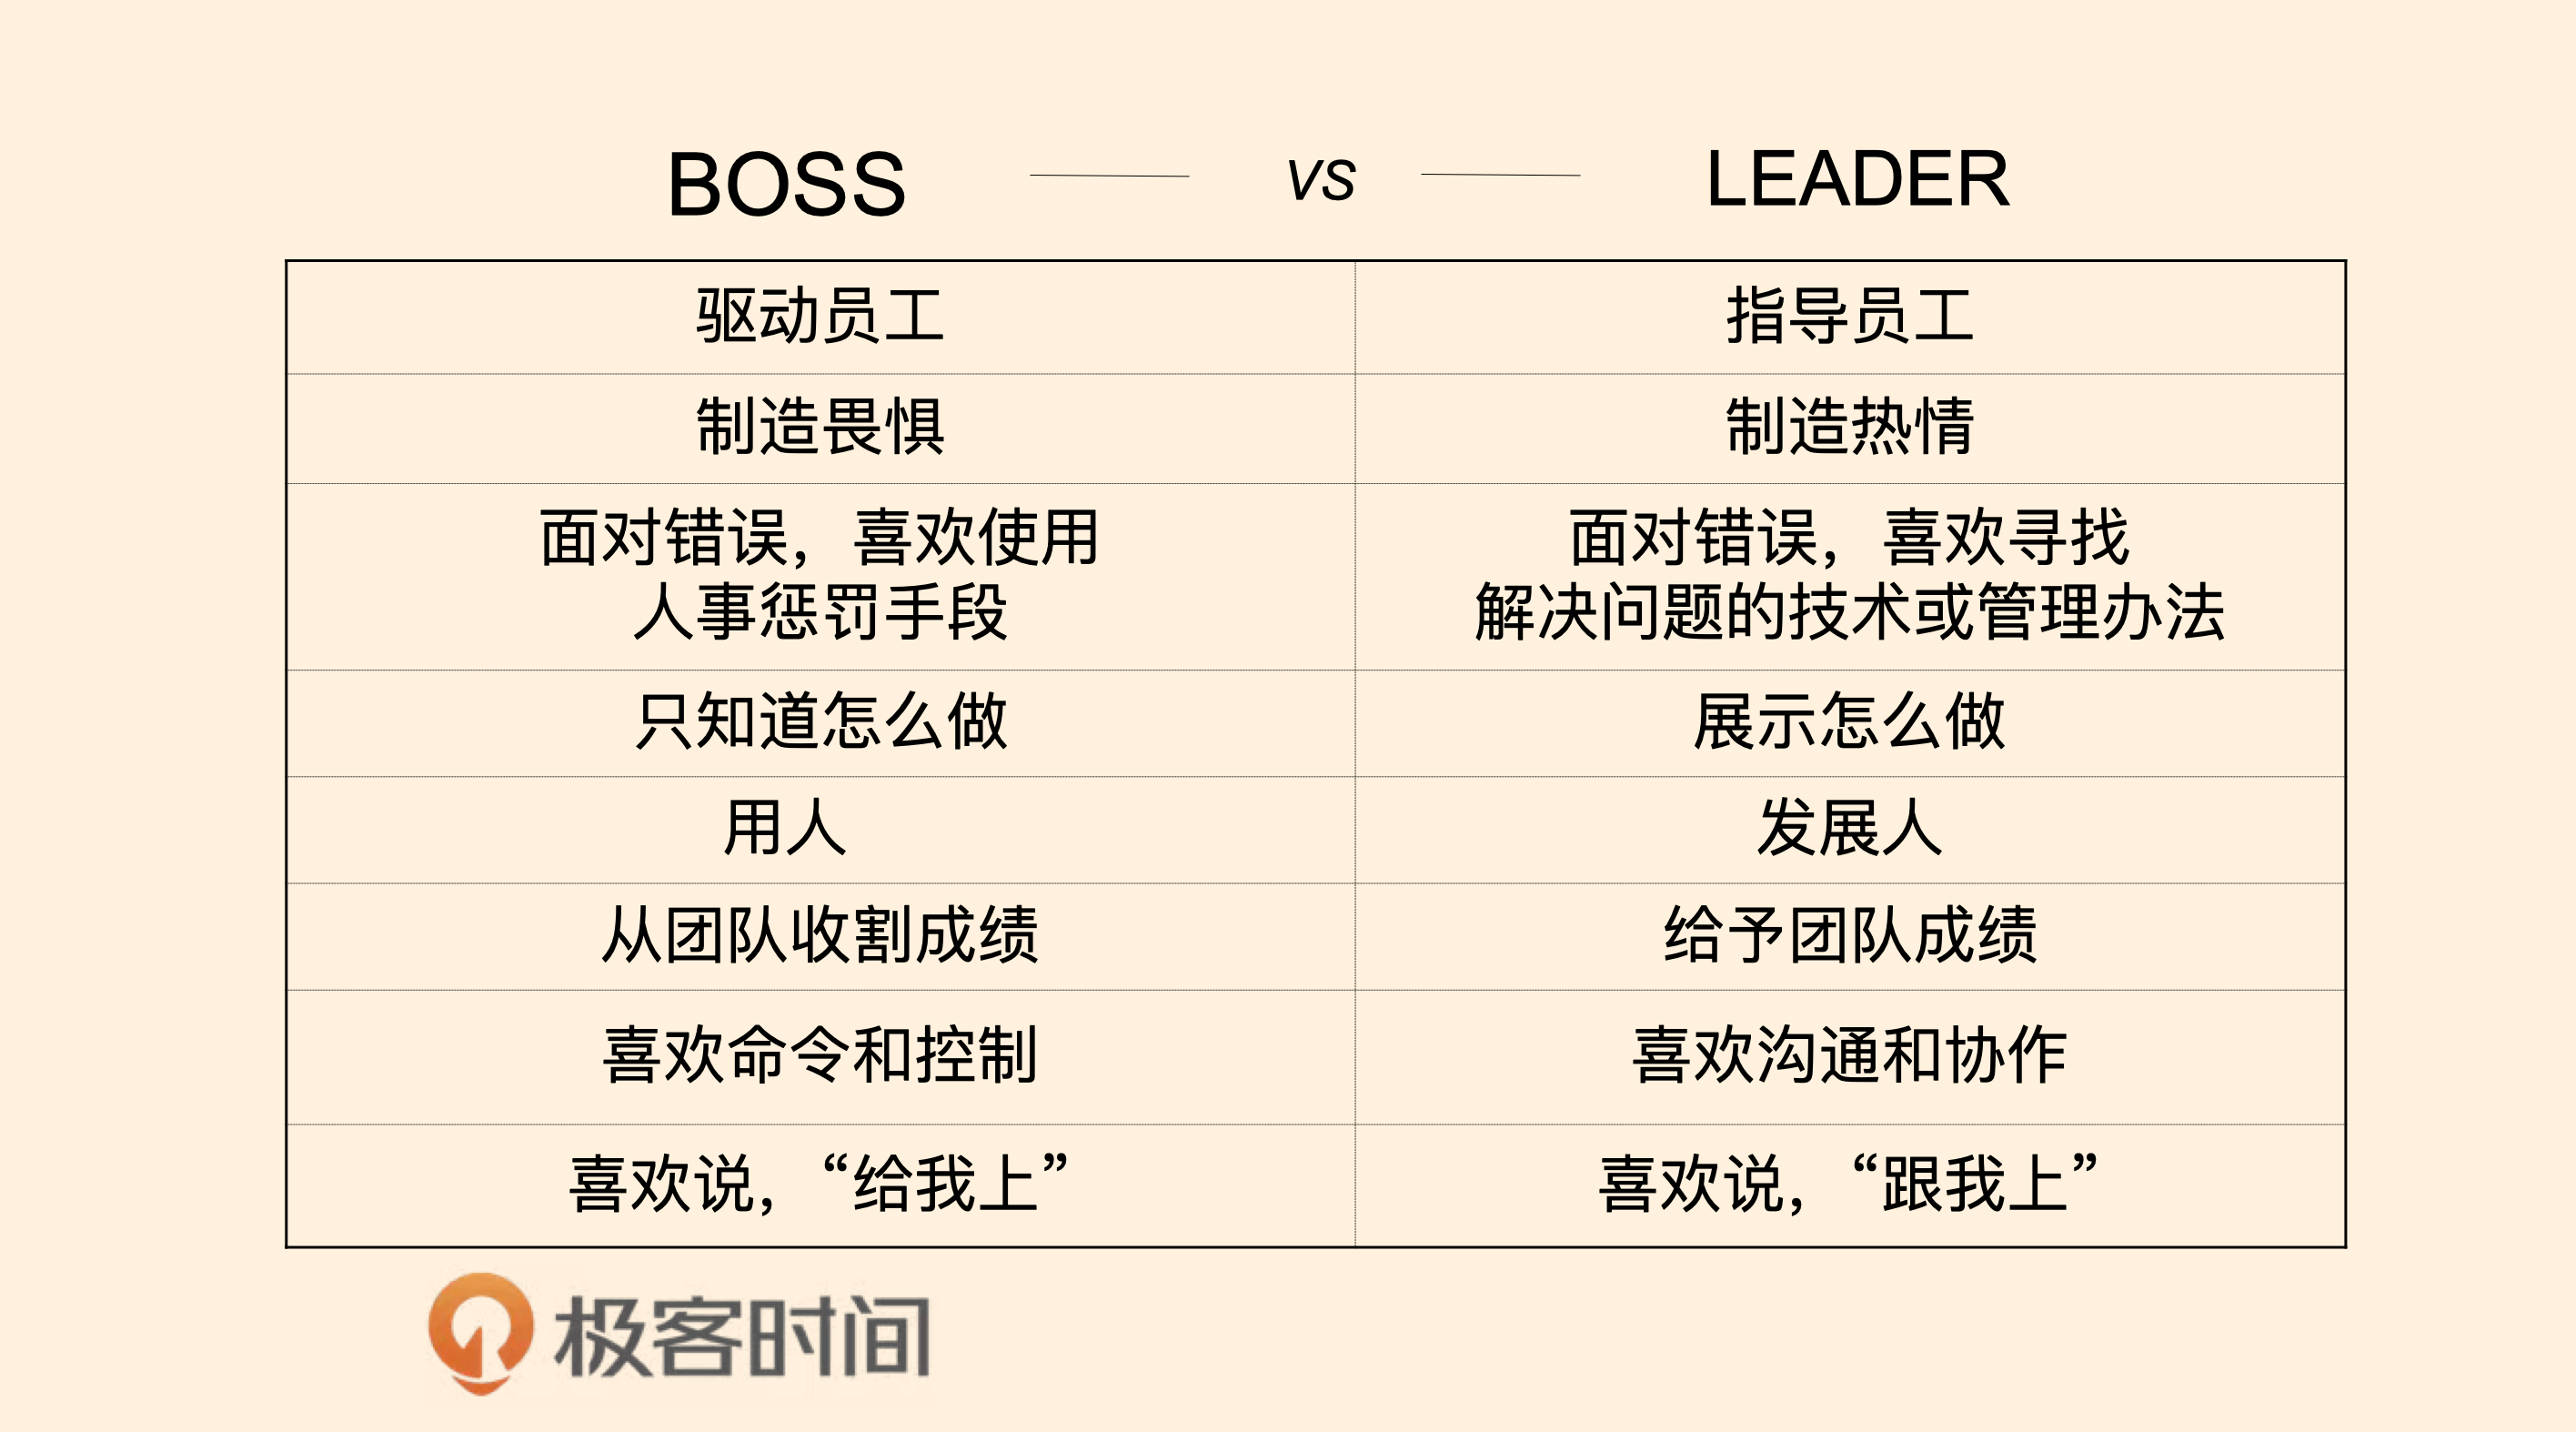 BOSS VS LEADER
驱动员工 指导员工
制造畏惧 制造热情
面对错误，喜欢使用 面对错误，喜欢寻找
人事惩罚手段 解决问题的技术或管理办法
只知道怎么做 展示怎么做
用人 发展人
从团队收割成绩 给予团队成绩
喜欢命令和控制 喜欢沟通和协作
喜欢说，“给我上” 喜欢说，“跟我上”
极客时间